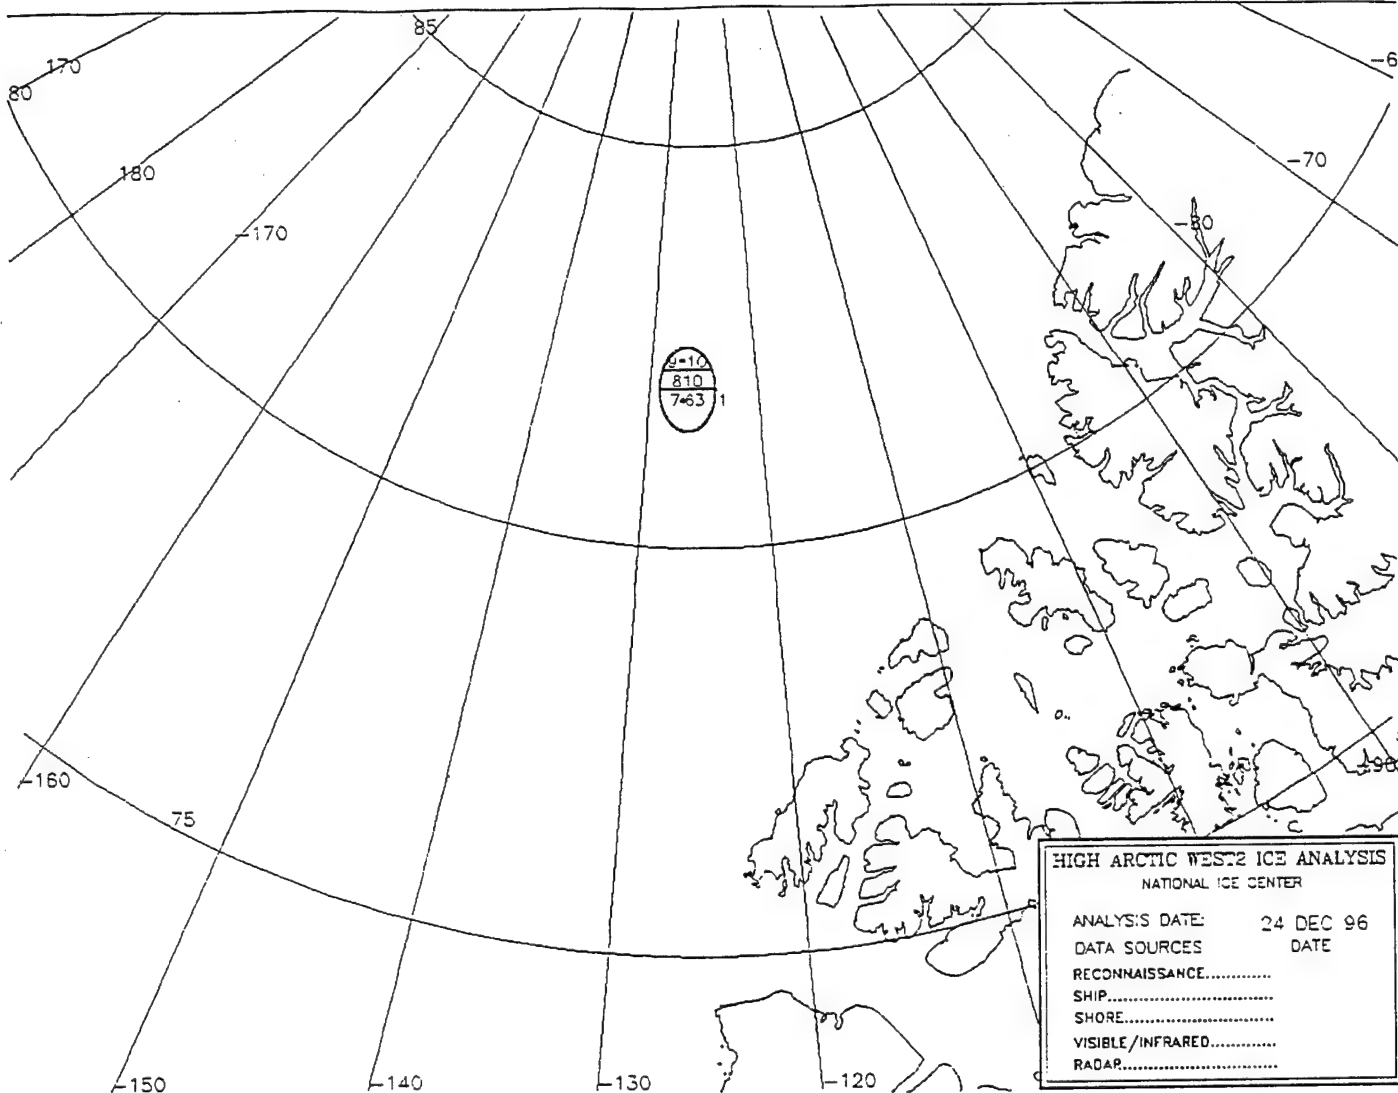 85
170
-6
80
180
-70
-170
-80
9-10
810
7•63 1
-160
75
-90
HIGH ARCTIC WEST2 ICE ANALYSIS
NATIONAL ICE CENTER
ANALYSIS DATE: 24 DEC 96
DATA SOURCES DATE
RECONNAISSANCE.............
SHIP................................
SHORE.............................
VISIBLE/INFRARED.............
RADAR..............................
-150
-140
-130
-120